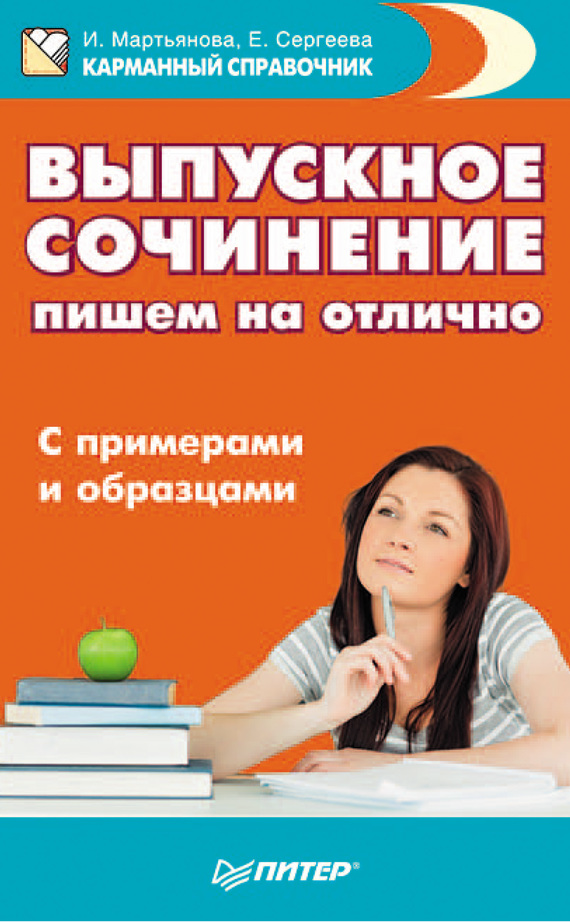 И. Мартьянова, Е. Сергеева
КАРМАННЫЙ СПРАВОЧНИК
ВЫПУСКНОЕ
СОЧИНЕНИЕ
пишем на отлично
С примерами
и образцами
ПИТЕР®